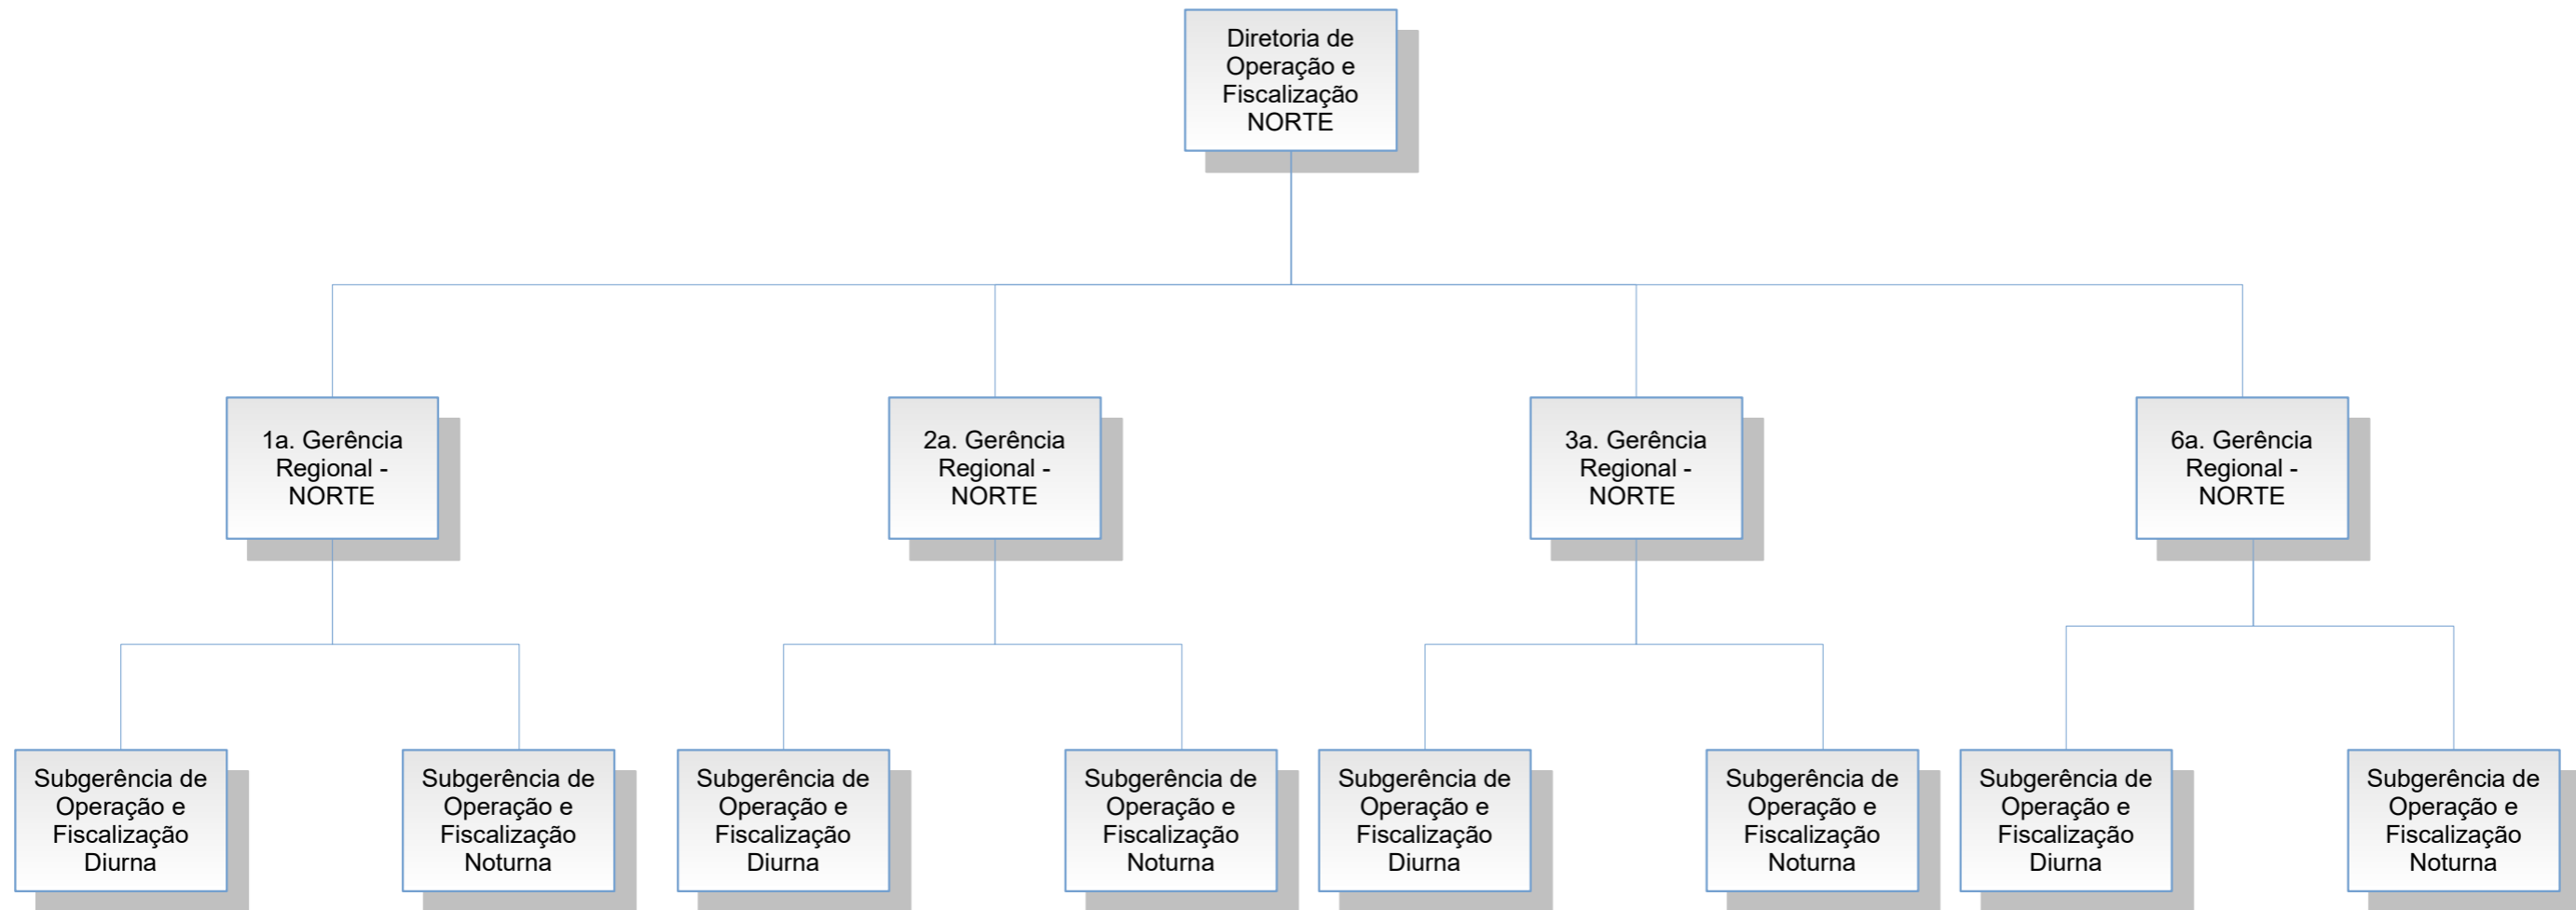 Diretoria de
Operação e
Fiscalização
NORTE
1a. Gerência
Regional -
NORTE
2a. Gerência
Regional -
NORTE
3a. Gerência
Regional -
NORTE
6a. Gerência
Regional -
NORTE
Subgerência de
Operação e
Fiscalização
Diurna
Subgerência de
Operação e
Fiscalização
Noturna
Subgerência de
Operação e
Fiscalização
Diurna
Subgerência de
Operação e
Fiscalização
Noturna
Subgerência de
Operação e
Fiscalização
Diurna
Subgerência de
Operação e
Fiscalização
Noturna
Subgerência de
Operação e
Fiscalização
Diurna
Subgerência de
Operação e
Fiscalização
Noturna